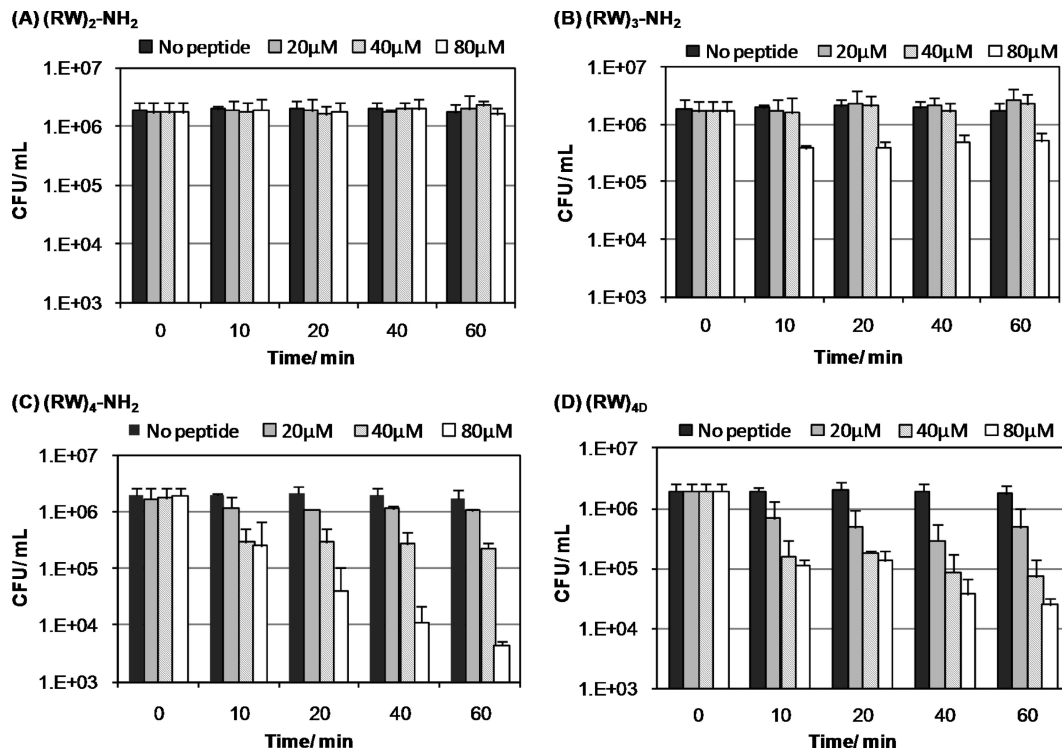 (A) (RW)₂-NH₂
No peptide 20µM 40µM 80µM
1.E+07
1.E+06
1.E+05
1.E+04
1.E+03
CFU/ mL
0 10 20 40 60
Time/ min
(B) (RW)₃-NH₂
No peptide 20µM 40µM 80µM
1.E+07
1.E+06
1.E+05
1.E+04
1.E+03
CFU/ mL
0 10 20 40 60
Time/ min
(C) (RW)₄-NH₂
No peptide 20µM 40µM 80µM
1.E+07
1.E+06
1.E+05
1.E+04
1.E+03
CFU/ mL
0 10 20 40 60
Time/ min
(D) (RW)₄D
No peptide 20µM 40µM 80µM
1.E+07
1.E+06
1.E+05
1.E+04
1.E+03
CFU/ mL
0 10 20 40 60
Time/ min